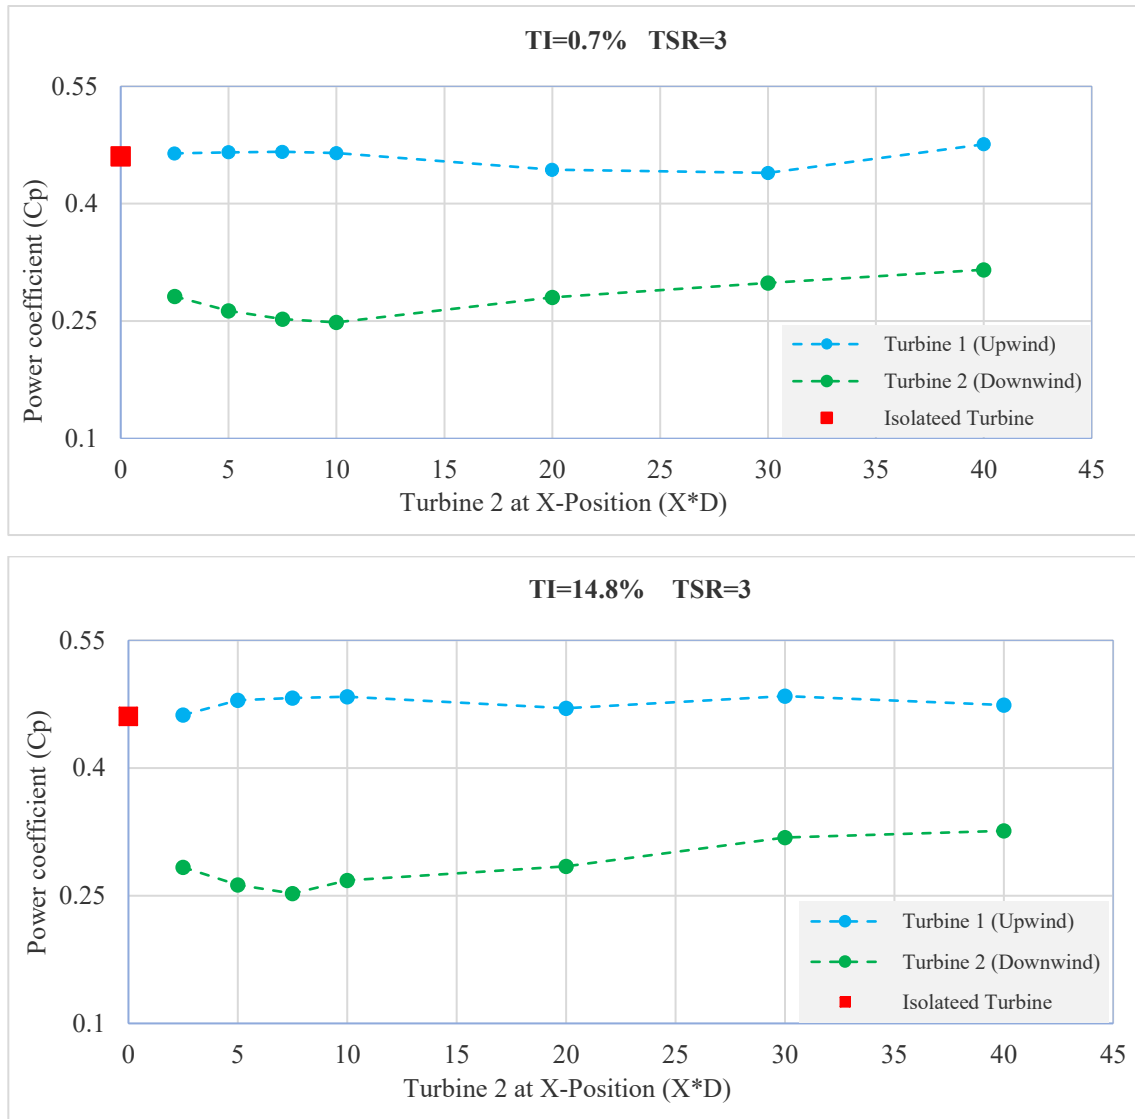 TI=0.7% TSR=3
0.55
0.4
0.25
0.1
Power coefficient (Cp)
Turbine 1 (Upwind)
Turbine 2 (Downwind)
Isolateed Turbine
0 5 10 15 20 25 30 35 40 45
Turbine 2 at X-Position (X*D)
TI=14.8% TSR=3
0.55
0.4
0.25
0.1
Power coefficient (Cp)
Turbine 1 (Upwind)
Turbine 2 (Downwind)
Isolateed Turbine
0 5 10 15 20 25 30 35 40 45
Turbine 2 at X-Position (X*D)